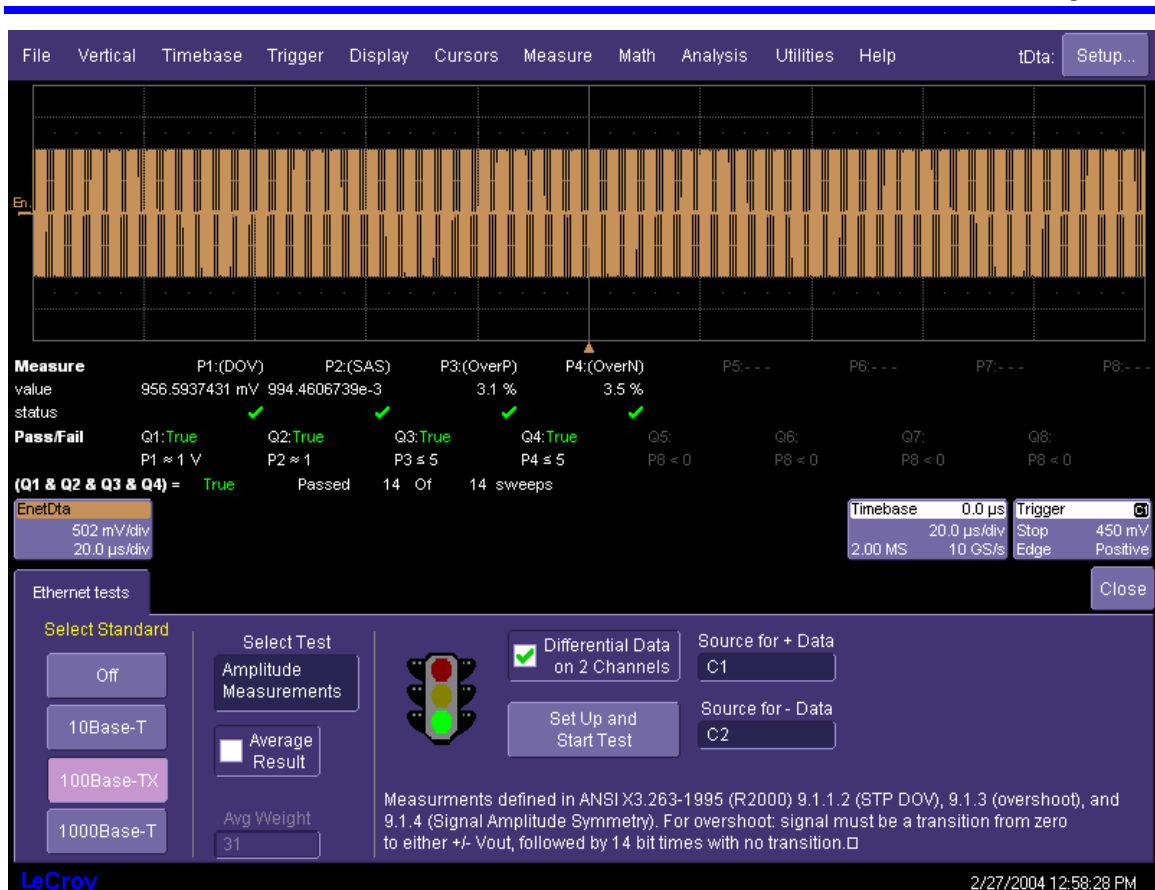 File Vertical Timebase Trigger Display Cursors Measure Math Analysis Utilities Help tDta: Setup...
En.
Measure P1:(DOV) P2:(SAS) P3:(OverP) P4:(OverN) P5:- - - P6:- - - P7:- - - P8:- - -
value 956.5937431 mV 994.4606739e-3 3.1 % 3.5 %
status
Pass/Fail Q1:True Q2:True Q3:True Q4:True Q5: Q6: Q7: Q8:
P1 ≈ 1 V P2 ≈ 1 P3 ≤ 5 P4 ≤ 5 P8 < 0 P8 < 0 P8 < 0 P8 < 0
(Q1 & Q2 & Q3 & Q4) = True Passed 14 Of 14 sweeps
EnetDta
502 mV/div
20.0 µs/div
Timebase 0.0 µs
20.0 µs/div
2.00 MS 10 GS/s
Trigger C1
Stop 450 mV
Edge Positive
Ethernet tests
Close
Select Standard
Off
10Base-T
100Base-TX
1000Base-T
Select Test
Amplitude
Measurements
Average
Result
Avg Weight
31
Differential Data
on 2 Channels
Set Up and
Start Test
Source for + Data
C1
Source for - Data
C2
Measurments defined in ANSI X3.263-1995 (R2000) 9.1.1.2 (STP DOV), 9.1.3 (overshoot), and
9.1.4 (Signal Amplitude Symmetry). For overshoot: signal must be a transition from zero
to either +/- Vout, followed by 14 bit times with no transition.□
LeCroy
2/27/2004 12:58:28 PM